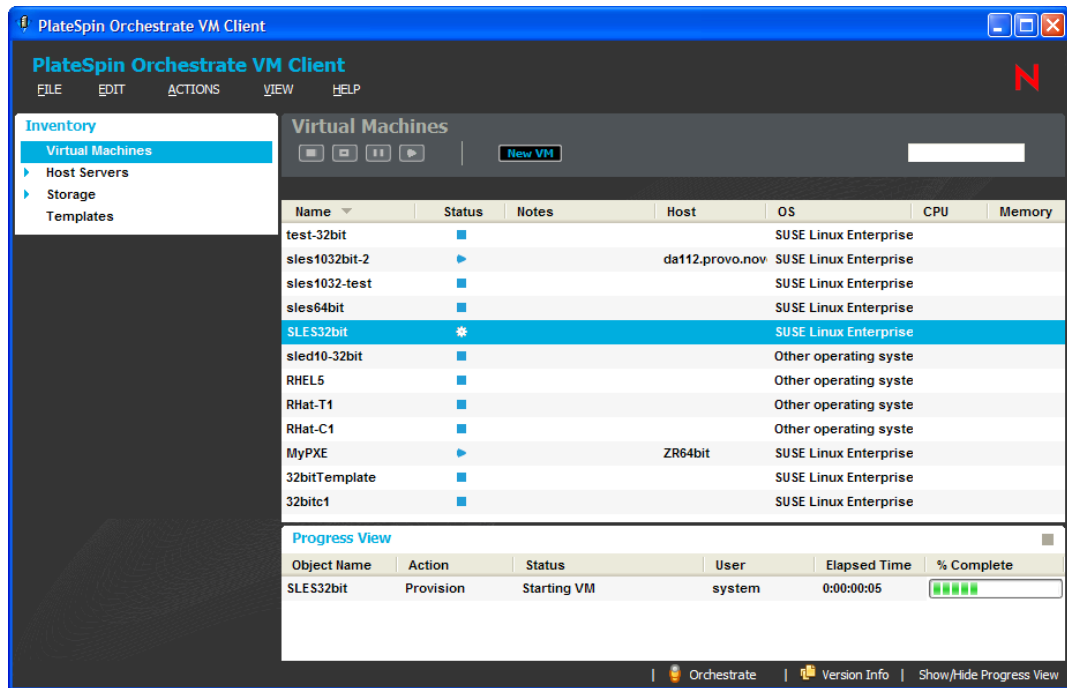 PlateSpin Orchestrate VM Client
PlateSpin Orchestrate VM Client
FILE EDIT ACTIONS VIEW HELP
N
Inventory
Virtual Machines
Host Servers
Storage
Templates
Virtual Machines
New VM
Name Status Notes Host OS CPU Memory
test-32bit SUSE Linux Enterprise
sles1032bit-2 da112.provo.nov SUSE Linux Enterprise
sles1032-test SUSE Linux Enterprise
sles64bit SUSE Linux Enterprise
SLES32bit SUSE Linux Enterprise
sled10-32bit Other operating syste
RHEL5 Other operating syste
RHat-T1 Other operating syste
RHat-C1 Other operating syste
MyPXE ZR64bit SUSE Linux Enterprise
32bitTemplate SUSE Linux Enterprise
32bitc1 SUSE Linux Enterprise
Progress View
Object Name Action Status User Elapsed Time % Complete
SLES32bit Provision Starting VM system 0:00:00:05
| Orchestrate | Version Info | Show/Hide Progress View